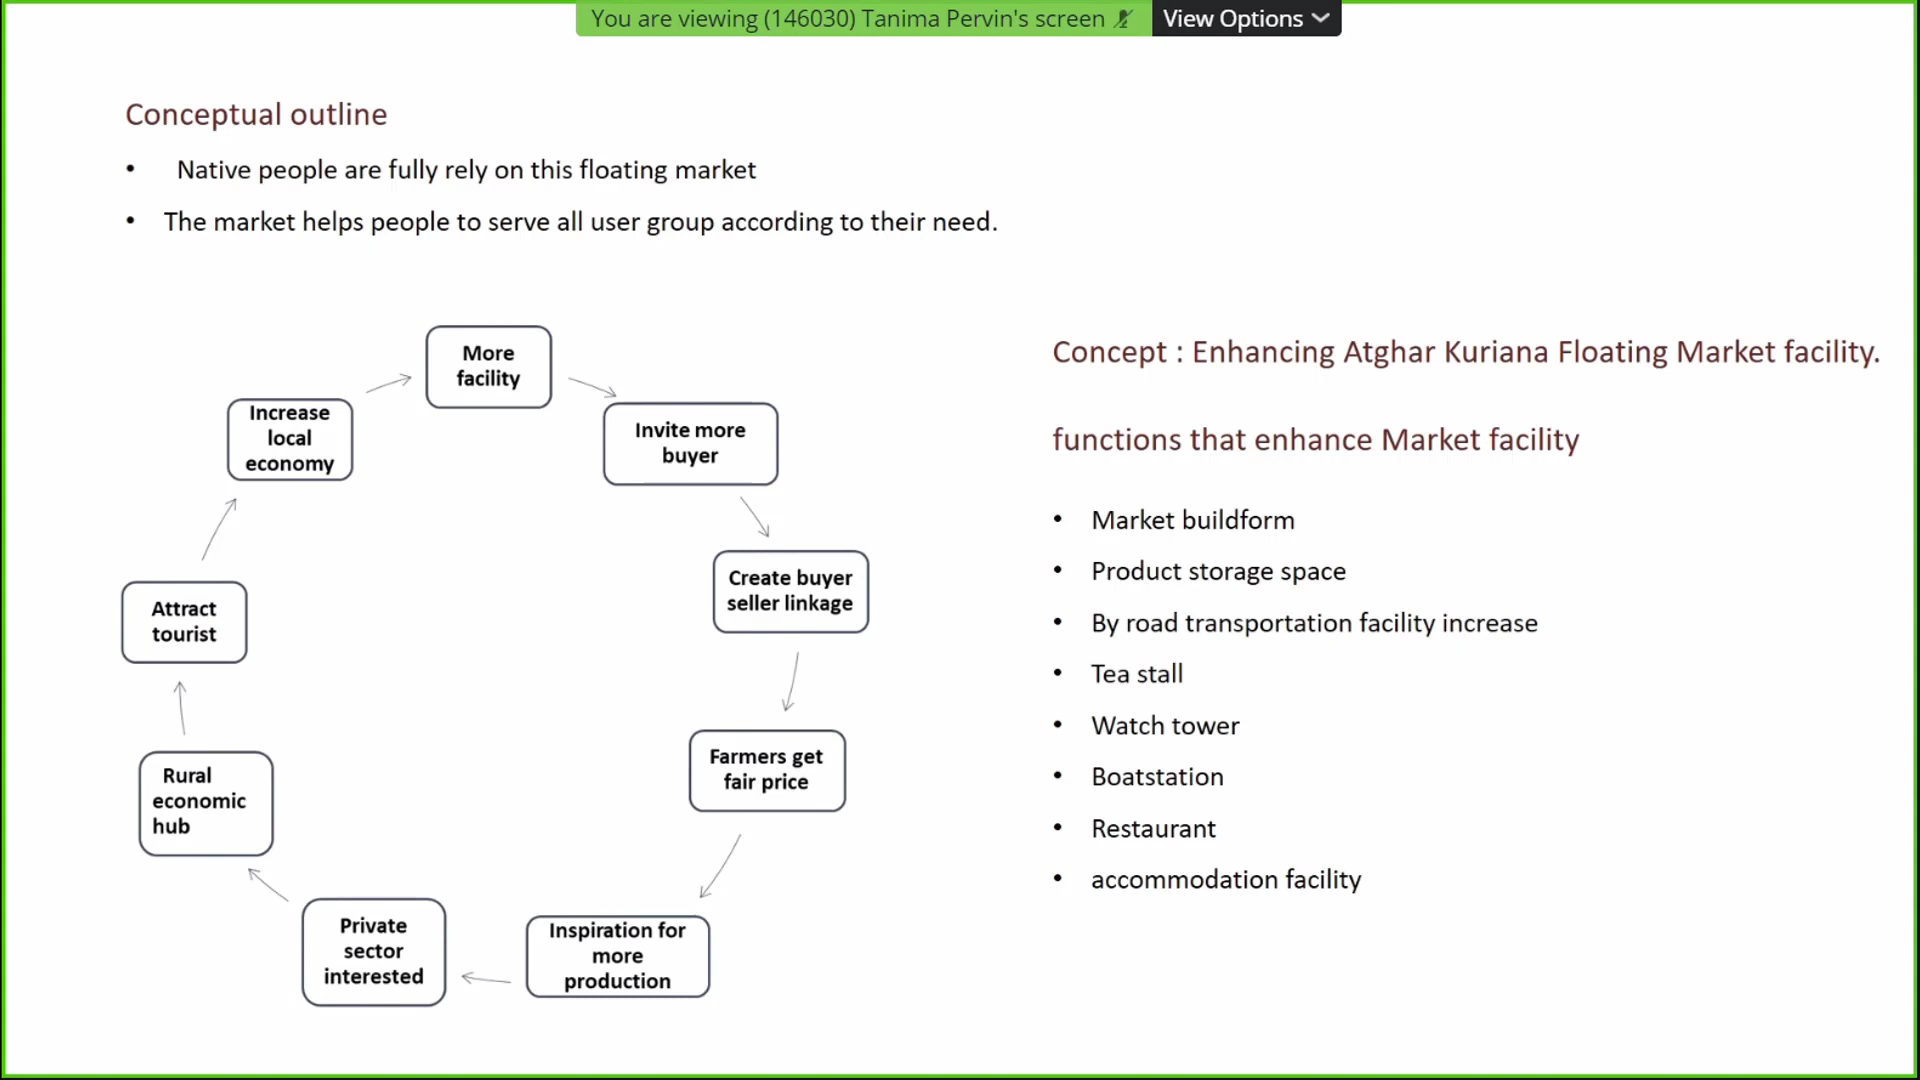 You are viewing (146030) Tanima Pervin's screen View Options
Conceptual outline
• Native people are fully rely on this floating market
• The market helps people to serve all user group according to their need.
More
facility
Invite more
buyer
Create buyer
seller linkage
Farmers get
fair price
Inspiration for
more
production
Private
sector
interested
Rural
economic
hub
Attract
tourist
Increase
local
economy
Concept : Enhancing Atghar Kuriana Floating Market facility.
functions that enhance Market facility
• Market buildform
• Product storage space
• By road transportation facility increase
• Tea stall
• Watch tower
• Boatstation
• Restaurant
• accommodation facility